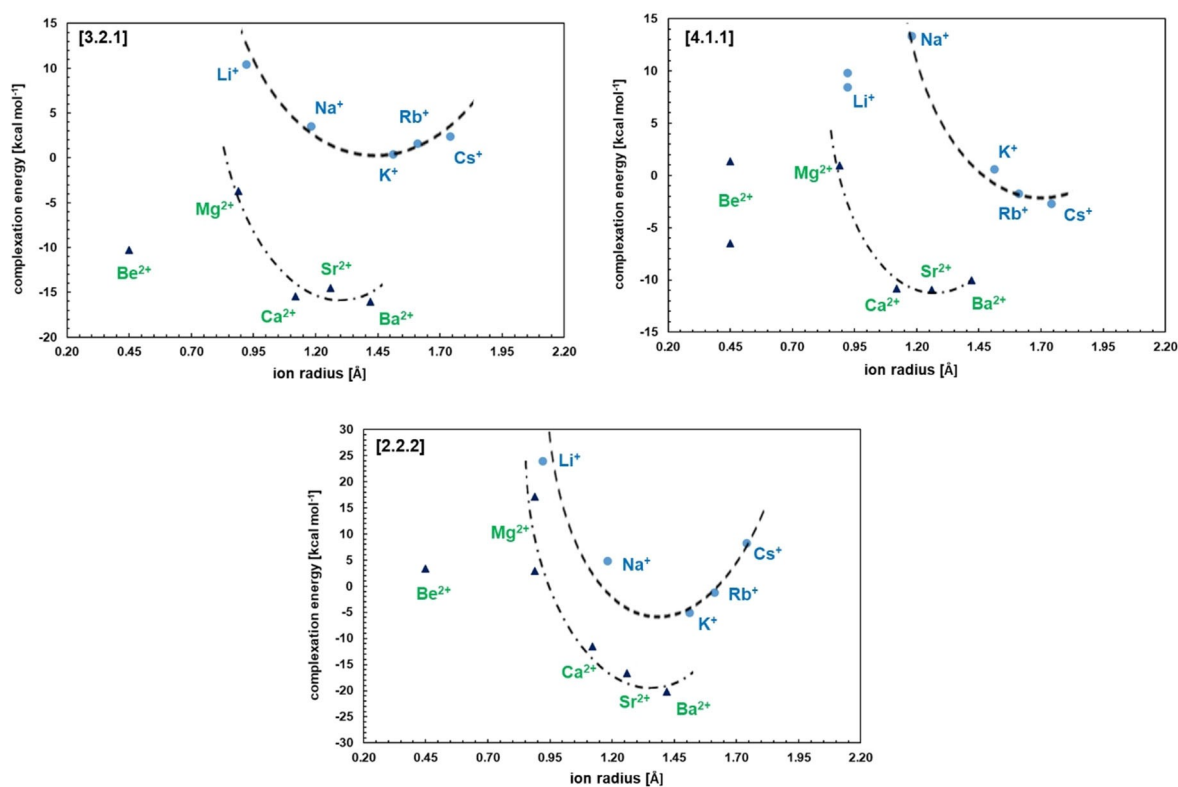 [3.2.1]
complexation energy [kcal mol⁻¹]
15
10
5
0
-5
-10
-15
-20
Li⁺
Na⁺
Rb⁺
K⁺
Cs⁺
Mg²⁺
Be²⁺
Sr²⁺
Ca²⁺
Ba²⁺
0.20 0.45 0.70 0.95 1.20 1.45 1.70 1.95 2.20
ion radius [Å]
[4.1.1]
complexation energy [kcal mol⁻¹]
15
10
5
0
-5
-10
-15
Na⁺
Li⁺
K⁺
Mg²⁺
Be²⁺
Rb⁺
Cs⁺
Sr²⁺
Ca²⁺
Ba²⁺
0.20 0.45 0.70 0.95 1.20 1.45 1.70 1.95 2.20
ion radius [Å]
[2.2.2]
complexation energy [kcal mol⁻¹]
30
25
20
15
10
5
0
-5
-10
-15
-20
-25
-30
Li⁺
Mg²⁺
Na⁺
Cs⁺
Be²⁺
Rb⁺
K⁺
Ca²⁺
Sr²⁺
Ba²⁺
0.20 0.45 0.70 0.95 1.20 1.45 1.70 1.95 2.20
ion radius [Å]